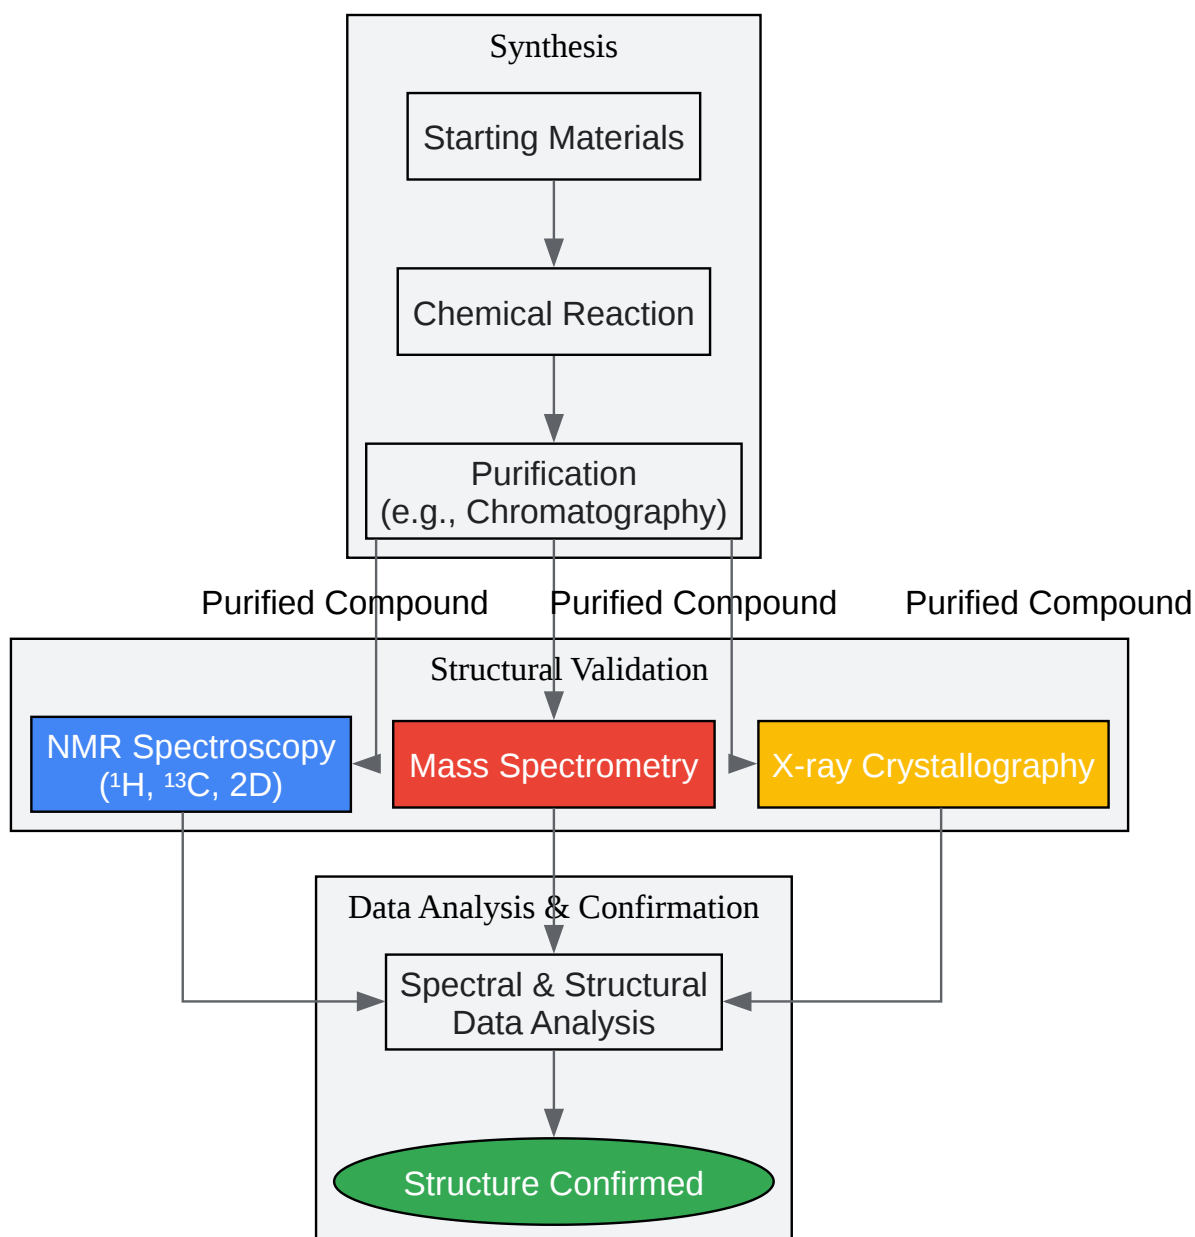 Synthesis
Starting Materials
Chemical Reaction
Purification
(e.g., Chromatography)
Purified Compound
Purified Compound
Purified Compound
Structural Validation
NMR Spectroscopy
(¹H, ¹³C, 2D)
Mass Spectrometry
X-ray Crystallography
Data Analysis & Confirmation
Spectral & Structural
Data Analysis
Structure Confirmed